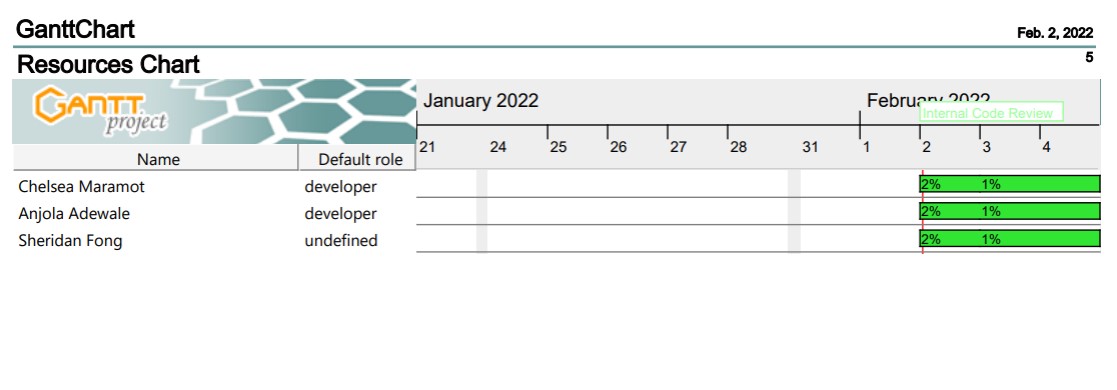 GanttChart
Feb. 2, 2022
Resources Chart
5
GANTT
project
January 2022
February 2022
Internal Code Review
21 24 25 26 27 28 31 1 2 3 4
Name Default role
Chelsea Maramot developer 2% 1%
Anjola Adewale developer 2% 1%
Sheridan Fong undefined 2% 1%